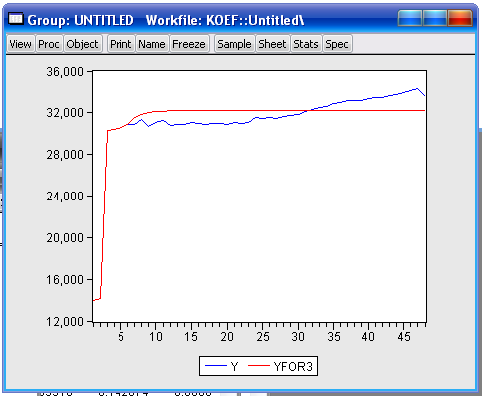 Group: UNTITLED Workfile: KOEF::Untitled\
View Proc Object Print Name Freeze Sample Sheet Stats Spec
36,000
32,000
28,000
24,000
20,000
16,000
12,000
5 10 15 20 25 30 35 40 45
Y YFOR3